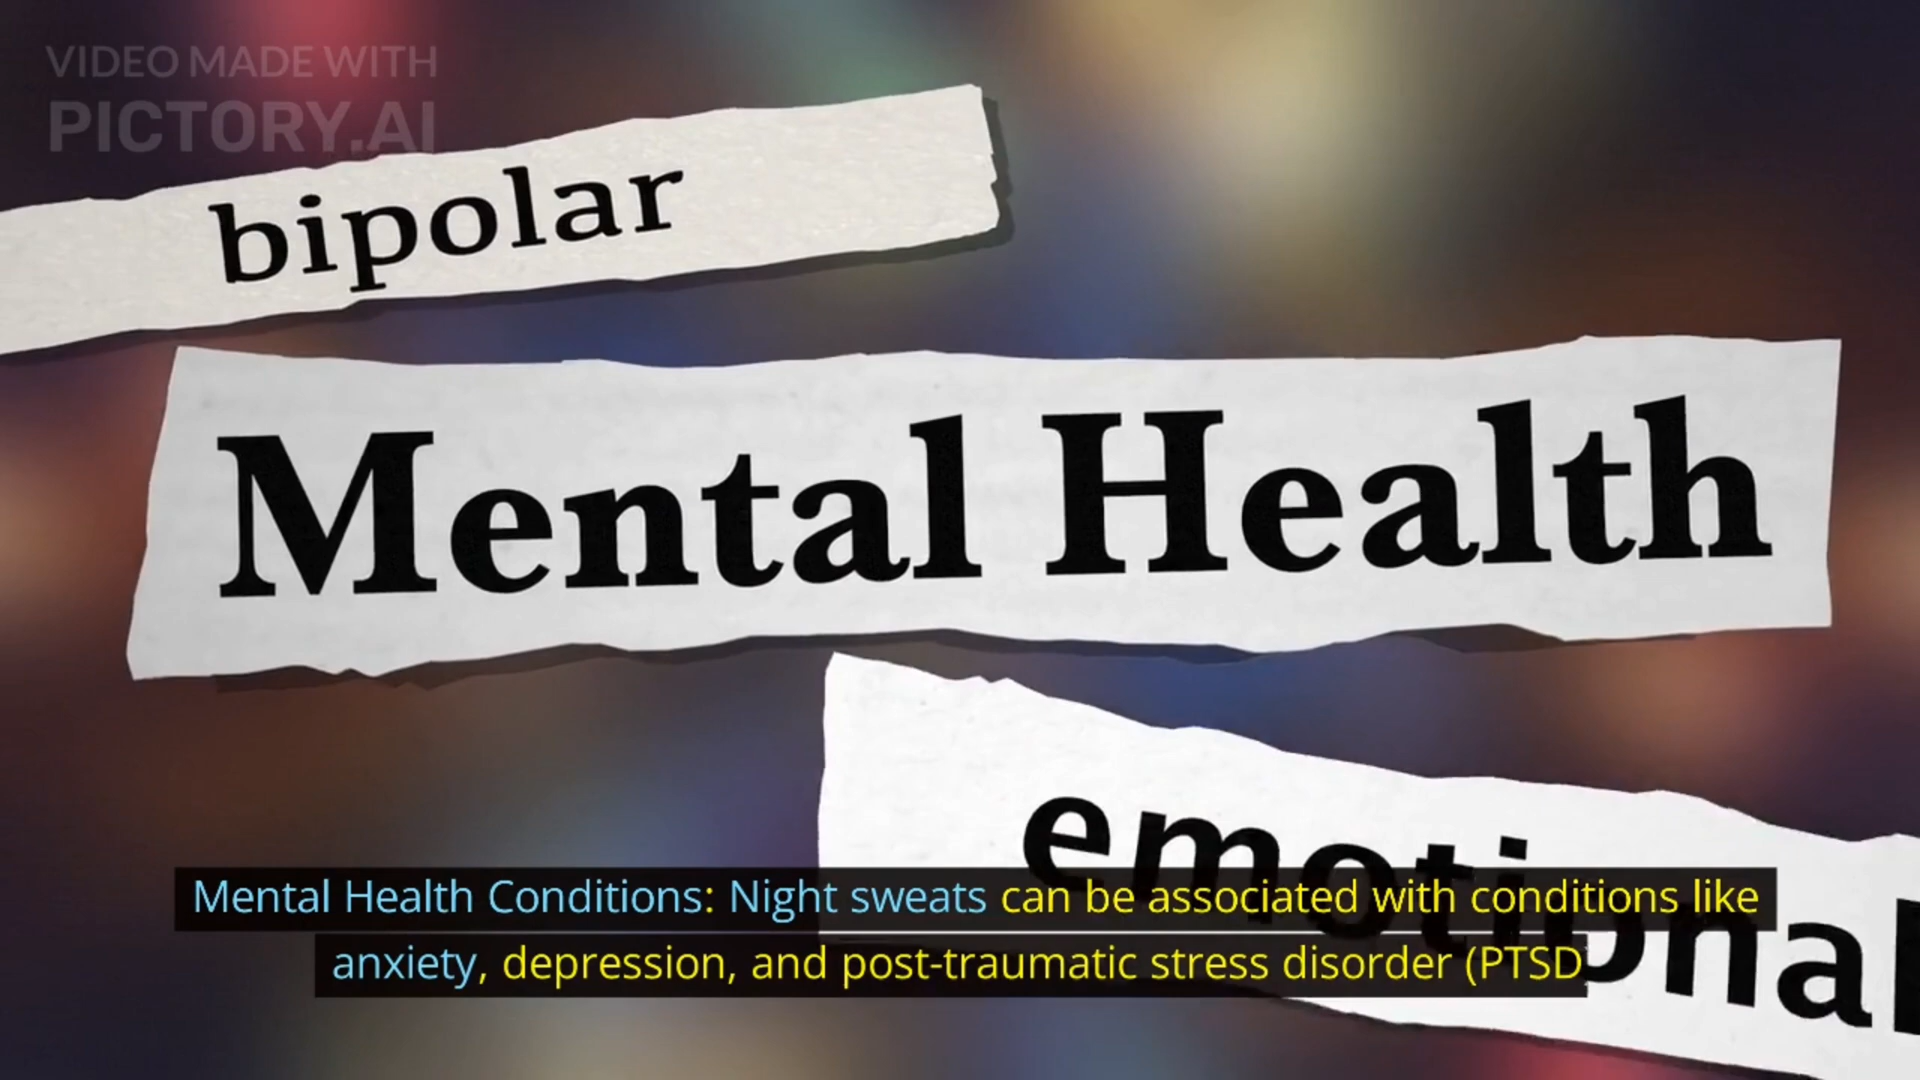 VIDEO MADE WITH
PICTORY.AI
bipolar
Mental Health
emotional
Mental Health Conditions: Night sweats can be associated with conditions like
anxiety, depression, and post-traumatic stress disorder (PTSD